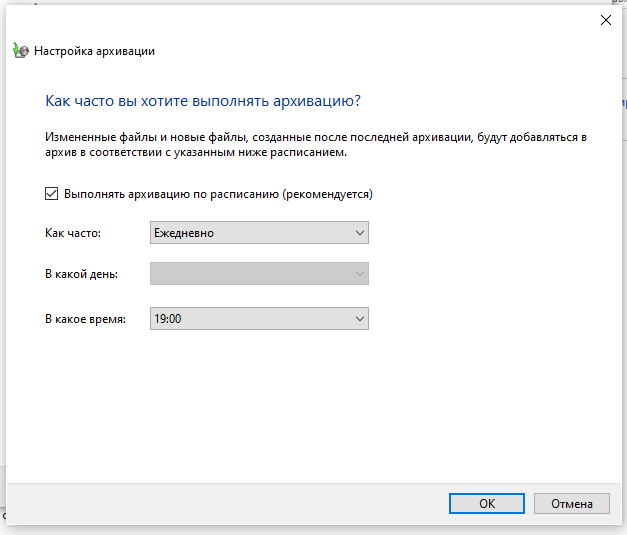 Настройка архивации
Как часто вы хотите выполнять архивацию?
Измененные файлы и новые файлы, созданные после последней архивации, будут добавляться в
архив в соответствии с указанным ниже расписанием.
Выполнять архивацию по расписанию (рекомендуется)
Как часто: Ежедневно
В какой день:
В какое время: 19:00
OK Отмена